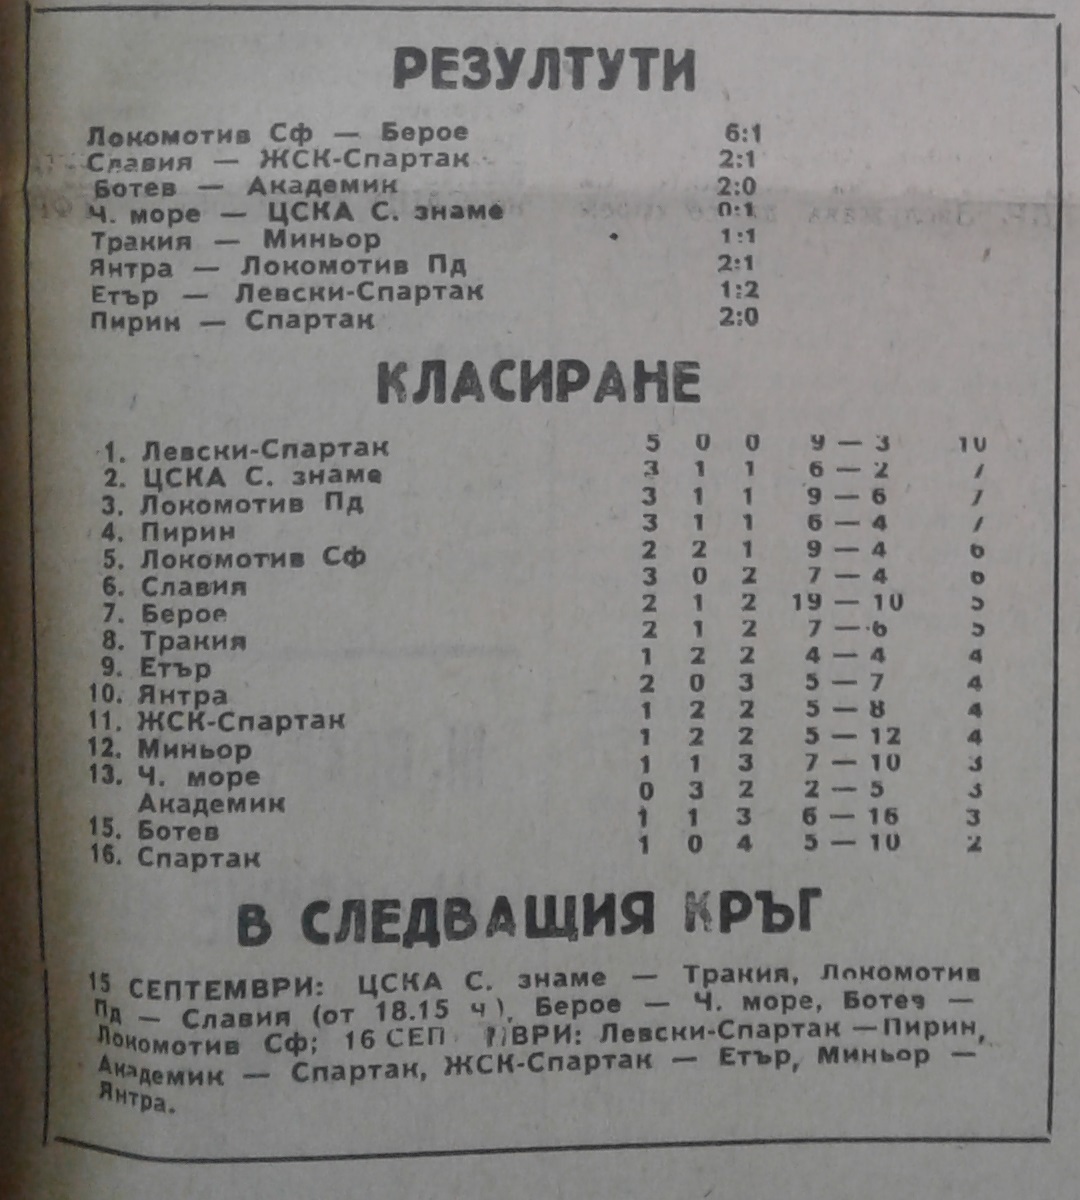 РЕЗУЛТУТИ
Локомотив Сф — Берое 6:1
Славия — ЖСК-Спартак 2:1
Ботев — Академик 2:0
Ч. море — ЦСКА С. знаме 0:1
Тракия — Миньор 1:1
Янтра — Локомотив Пд 2:1
Етър — Левски-Спартак 1:2
Пирин — Спартак 2:0
КЛАСИРАНЕ
1. Левски-Спартак 5 0 0 9 — 3 10
2. ЦСКА С. знаме 3 1 1 6 — 2 7
3. Локомотив Пд 3 1 1 9 — 6 7
4. Пирин 3 1 1 6 — 4 7
5. Локомотив Сф 2 2 1 9 — 4 6
6. Славия 3 0 2 7 — 4 6
7. Берое 2 1 2 19 — 10 5
8. Тракия 2 1 2 7 — 6 5
9. Етър 1 2 2 4 — 4 4
10. Янтра 2 0 3 5 — 7 4
11. ЖСК-Спартак 1 2 2 5 — 8 4
12. Миньор 1 2 2 5 — 12 4
13. Ч. море 1 1 3 7 — 10 3
Академик 0 3 2 2 — 5 3
15. Ботев 1 1 3 6 — 16 3
16. Спартак 1 0 4 5 — 10 2
В СЛЕДВАЩИЯ КРЪГ
15 СЕПТЕМВРИ: ЦСКА С. знаме — Тракия, Локомотив
Пд — Славия (от 18.15 ч), Берое — Ч. море, Ботев —
Локомотив Сф; 16 СЕП ВРИ: Левски-Спартак — Пирин,
Академик — Спартак, ЖСК-Спартак — Етър, Миньор —
Янтра.